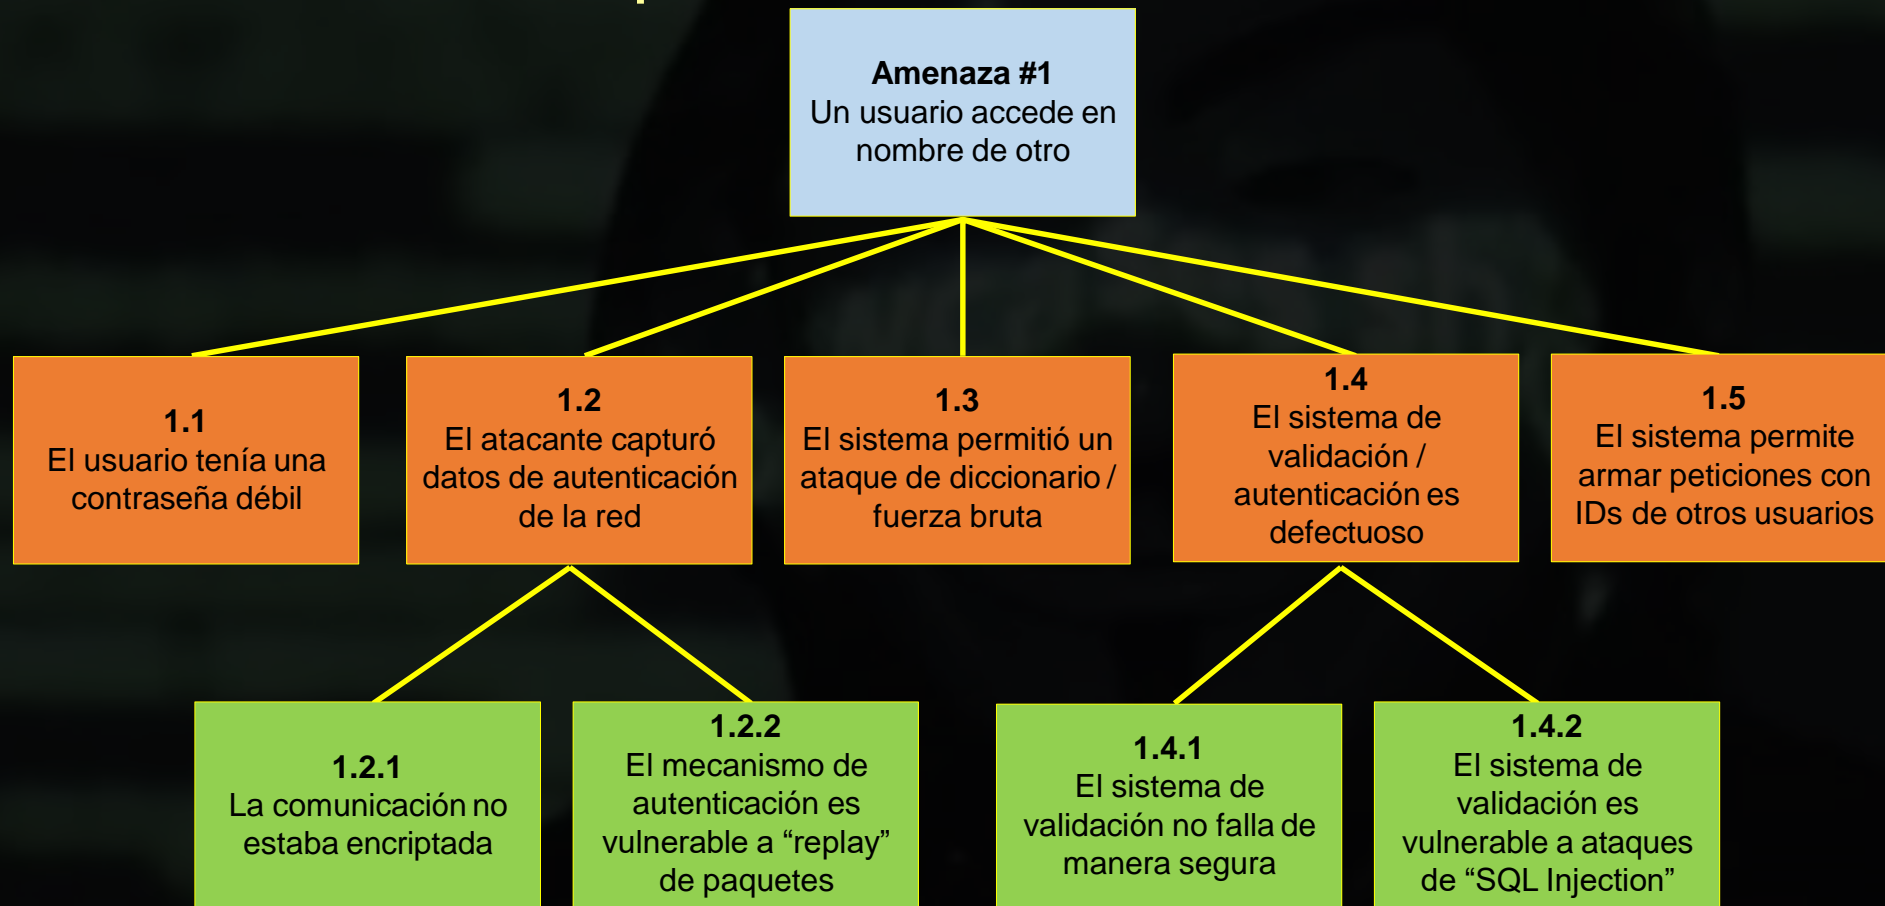 Amenaza #1
Un usuario accede en
nombre de otro
1.1
El usuario tenía una
contraseña débil
1.2
El atacante capturó
datos de autenticación
de la red
1.3
El sistema permitió un
ataque de diccionario /
fuerza bruta
1.4
El sistema de
validación /
autenticación es
defectuoso
1.5
El sistema permite
armar peticiones con
IDs de otros usuarios
1.2.1
La comunicación no
estaba encriptada
1.2.2
El mecanismo de
autenticación es
vulnerable a “replay”
de paquetes
1.4.1
El sistema de
validación no falla de
manera segura
1.4.2
El sistema de
validación es
vulnerable a ataques
de “SQL Injection”